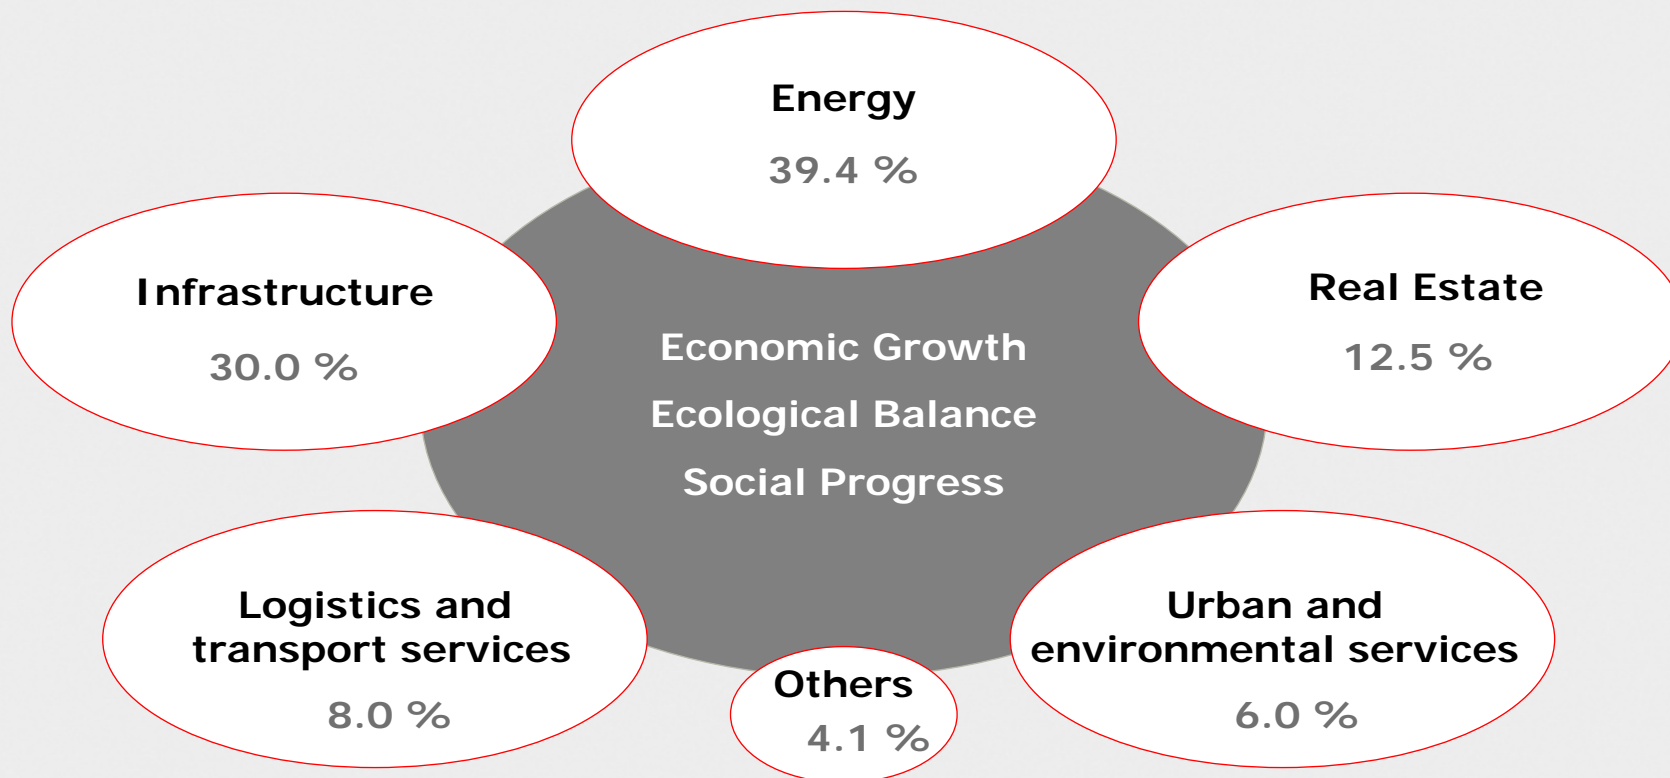 Energy
39.4 %
Infrastructure
30.0 %
Real Estate
12.5 %
Economic Growth
Ecological Balance
Social Progress
Logistics and
transport services
8.0 %
Others
4.1 %
Urban and
environmental services
6.0 %